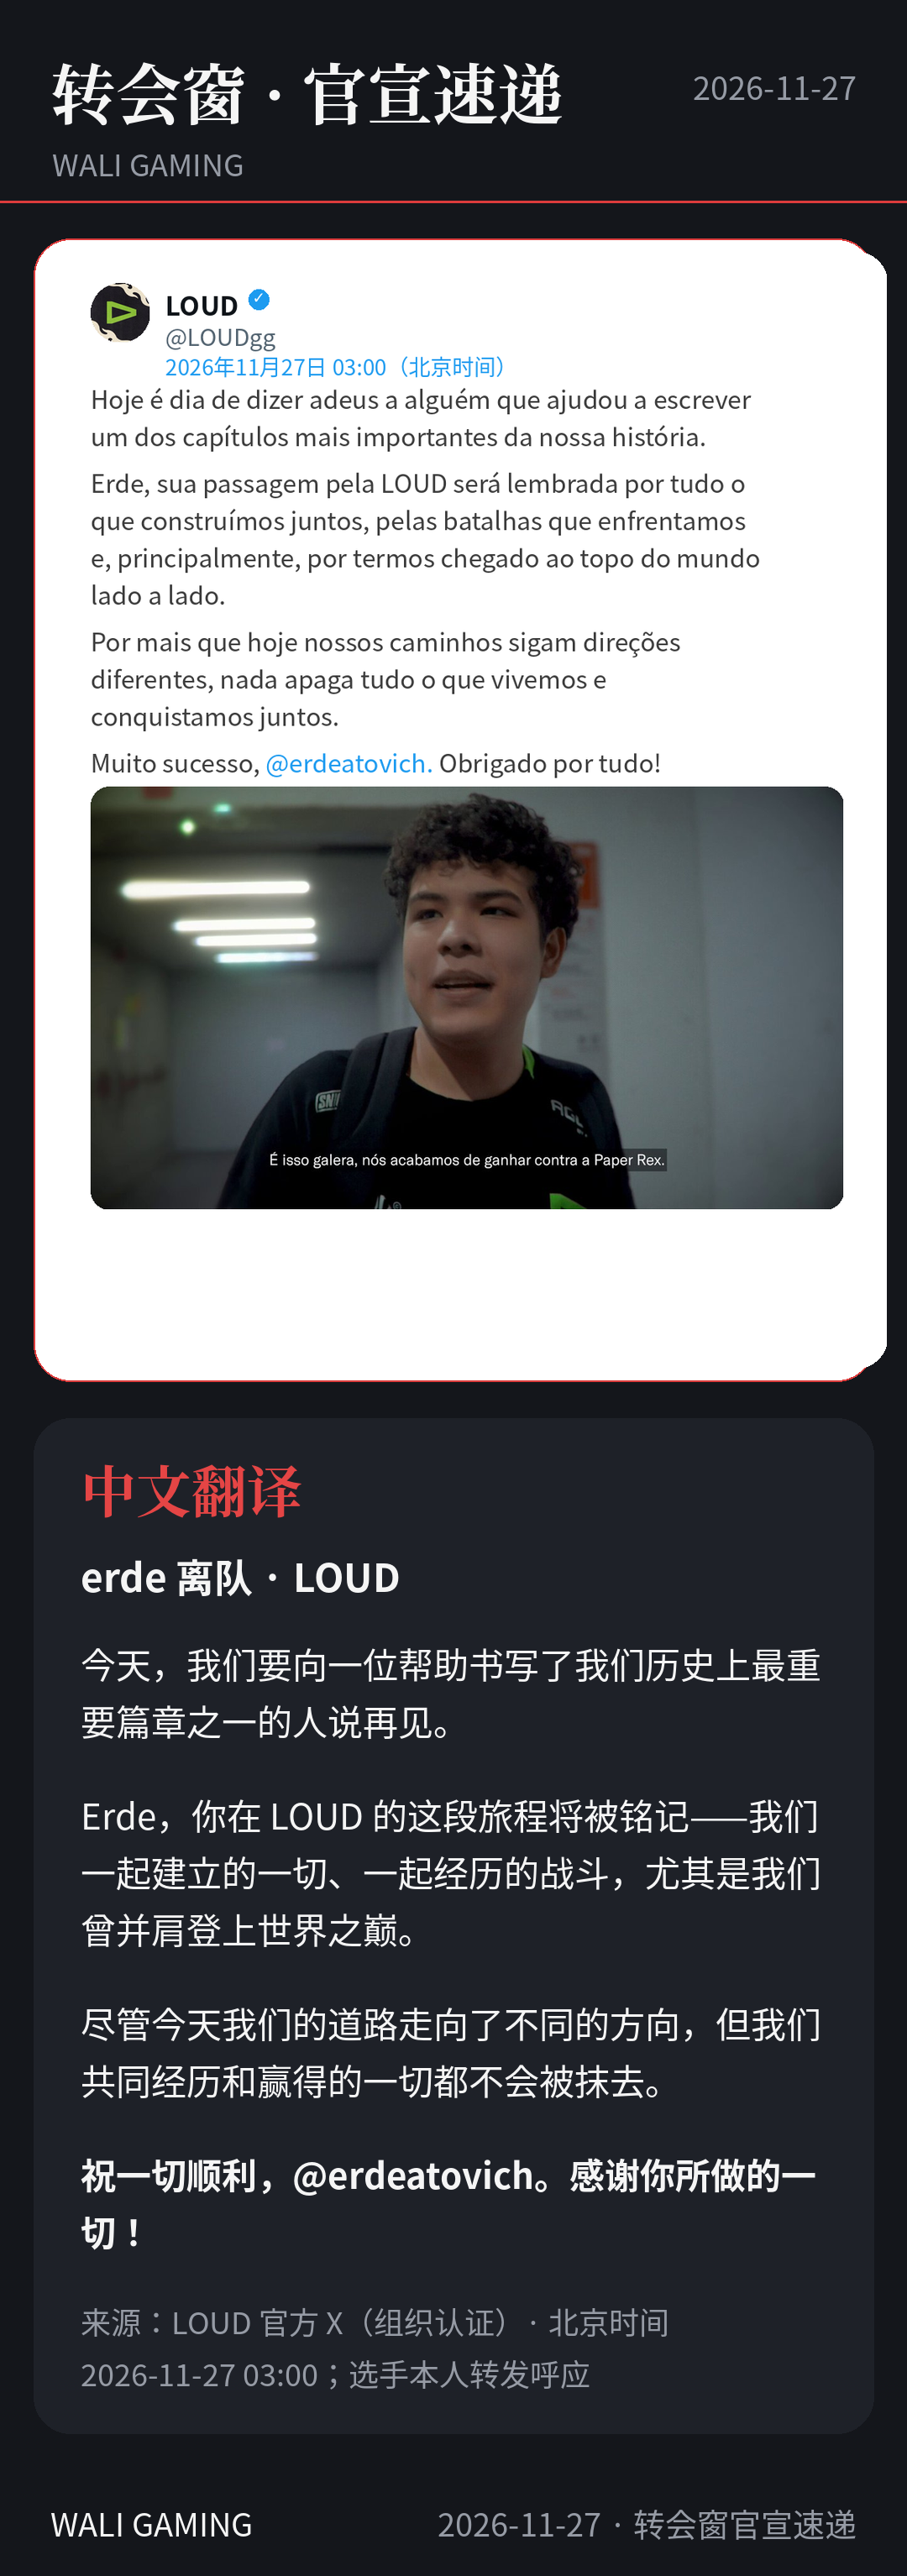 转会窗 · 官宣速递
2026-11-27
WALI GAMING
LOUD ✓
@LOUDgg
2026年11月27日 03:00（北京时间）
Hoje é dia de dizer adeus a alguém que ajudou a escrever
um dos capítulos mais importantes da nossa história.
Erde, sua passagem pela LOUD será lembrada por tudo o
que construímos juntos, pelas batalhas que enfrentamos
e, principalmente, por termos chegado ao topo do mundo
lado a lado.
Por mais que hoje nossos caminhos sigam direções
diferentes, nada apaga tudo o que vivemos e
conquistamos juntos.
Muito sucesso, @erdeatovich. Obrigado por tudo!
É isso galera, nós acabamos de ganhar contra a Paper Rex.
中文翻译
erde 离队 · LOUD
今天，我们要向一位帮助书写了我们历史上最重
要篇章之一的人说再见。
Erde，你在 LOUD 的这段旅程将被铭记——我们
一起建立的一切、一起经历的战斗，尤其是我们
曾并肩登上世界之巅。
尽管今天我们的道路走向了不同的方向，但我们
共同经历和赢得的一切都不会被抹去。
祝一切顺利，@erdeatovich。感谢你所做的一
切！
来源：LOUD 官方 X（组织认证） · 北京时间
2026-11-27 03:00；选手本人转发呼应
WALI GAMING
2026-11-27 · 转会窗官宣速递